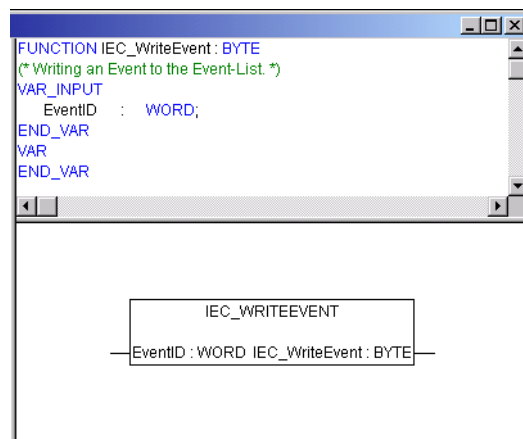 FUNCTION IEC_WriteEvent : BYTE
(* Writing an Event to the Event-List. *)
VAR_INPUT
EventID : WORD;
END_VAR
VAR
END_VAR
IEC_WRITEEVENT
EventID : WORD IEC_WriteEvent : BYTE